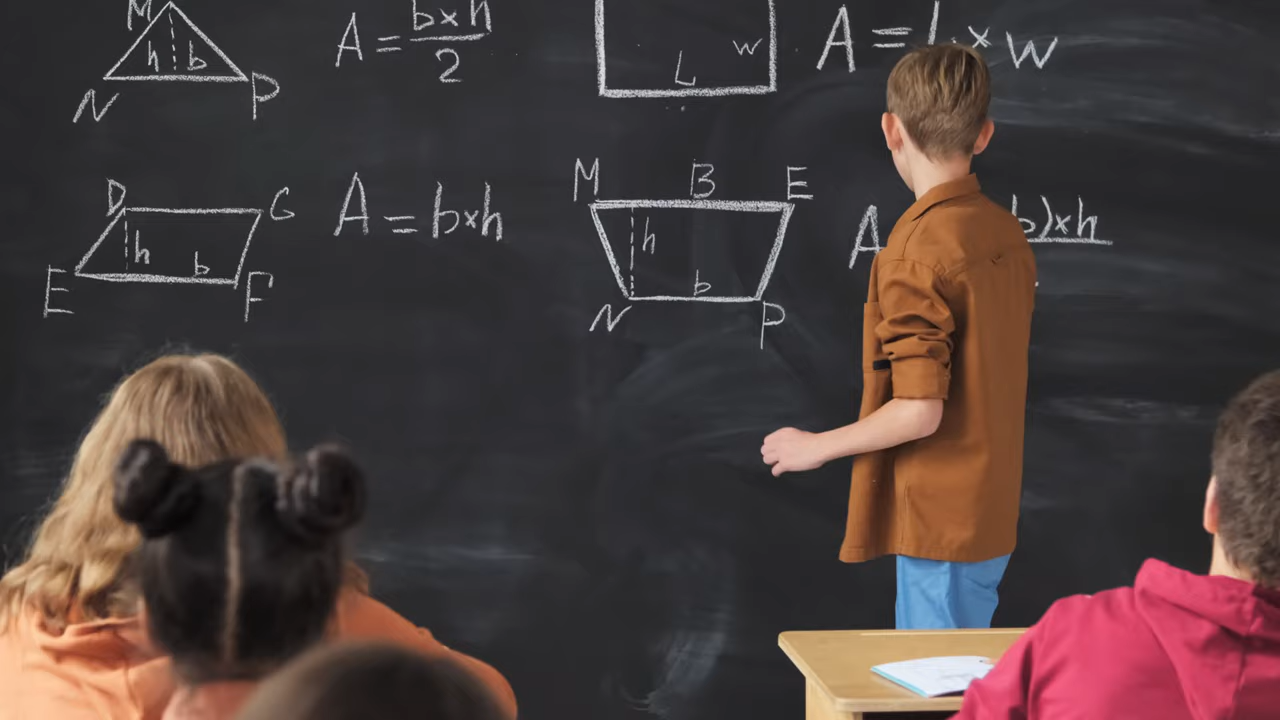 M
h b
N P
A = b×h
2
L w
A = L × w
D G
h b
E F
A = b×h
M B E
h
b
N P
A b)×h